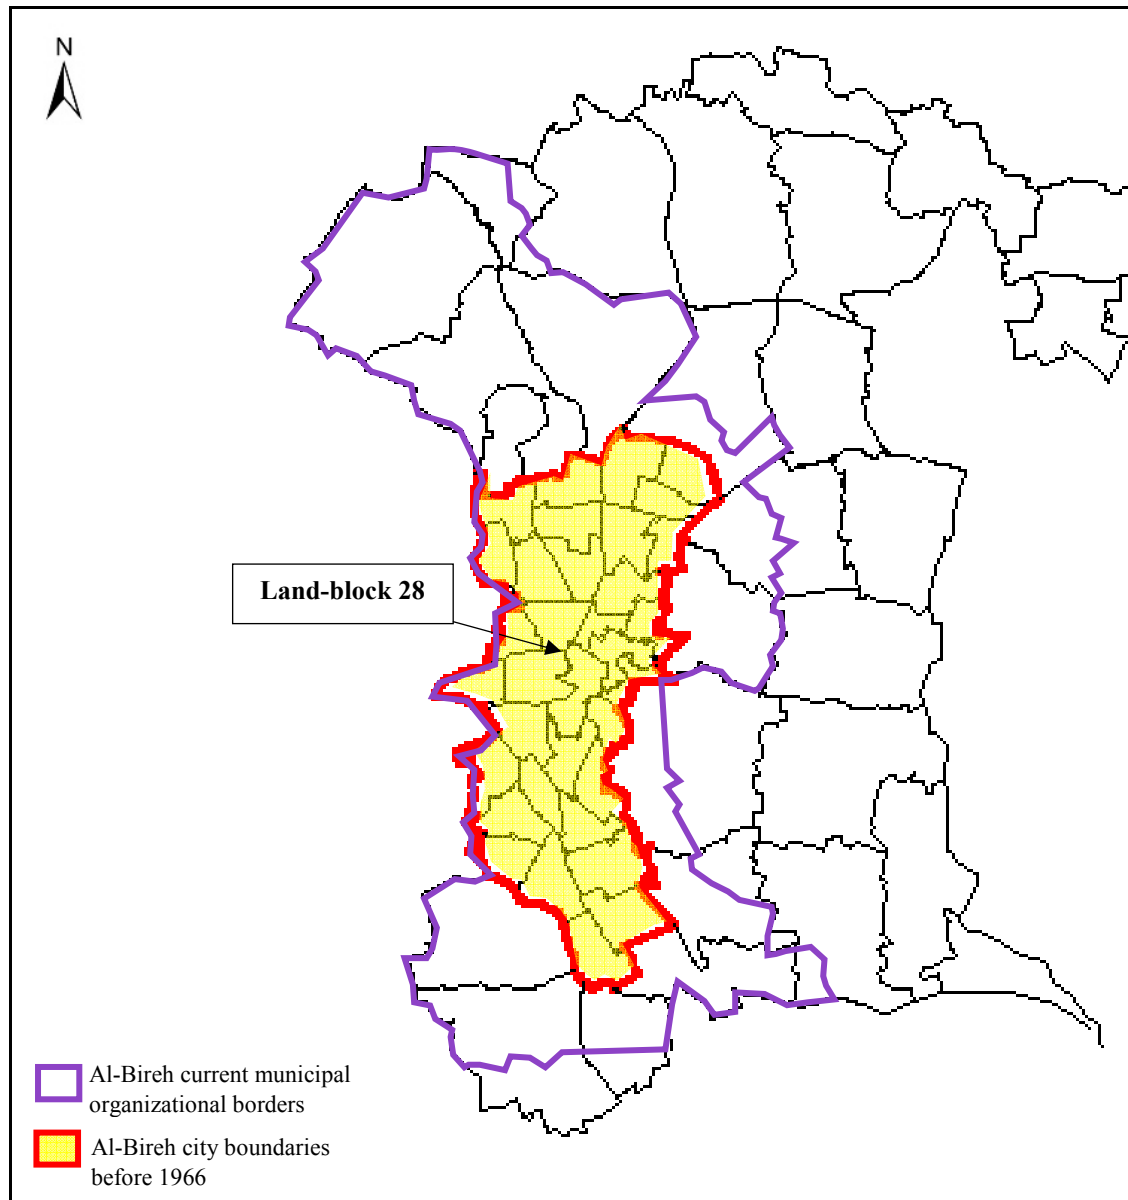 N
Land-block 28
Al-Bireh current municipal
organizational borders
Al-Bireh city boundaries
before 1966